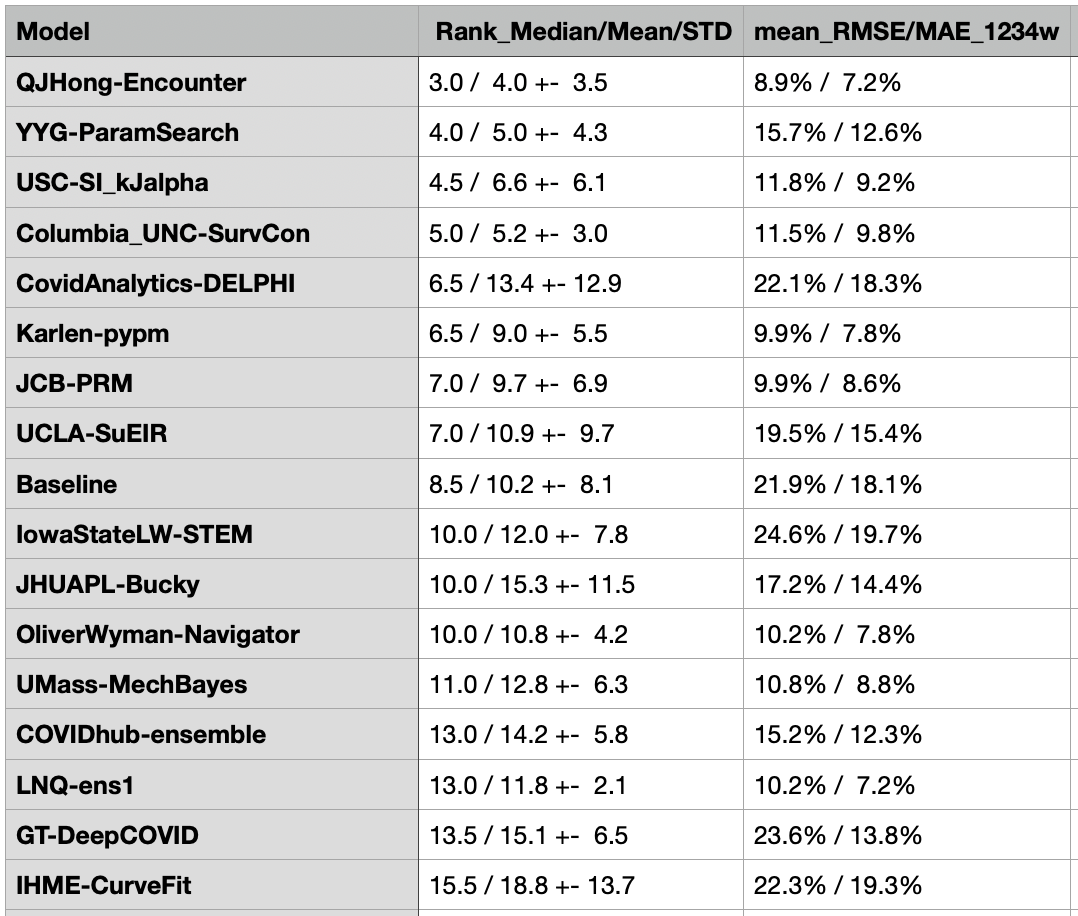 Model Rank_Median/Mean/STD mean_RMSE/MAE_1234w
QJHong-Encounter 3.0 / 4.0 +- 3.5 8.9% / 7.2%
YYG-ParamSearch 4.0 / 5.0 +- 4.3 15.7% / 12.6%
USC-SI_kJalpha 4.5 / 6.6 +- 6.1 11.8% / 9.2%
Columbia_UNC-SurvCon 5.0 / 5.2 +- 3.0 11.5% / 9.8%
CovidAnalytics-DELPHI 6.5 / 13.4 +- 12.9 22.1% / 18.3%
Karlen-pypm 6.5 / 9.0 +- 5.5 9.9% / 7.8%
JCB-PRM 7.0 / 9.7 +- 6.9 9.9% / 8.6%
UCLA-SuEIR 7.0 / 10.9 +- 9.7 19.5% / 15.4%
Baseline 8.5 / 10.2 +- 8.1 21.9% / 18.1%
IowaStateLW-STEM 10.0 / 12.0 +- 7.8 24.6% / 19.7%
JHUAPL-Bucky 10.0 / 15.3 +- 11.5 17.2% / 14.4%
OliverWyman-Navigator 10.0 / 10.8 +- 4.2 10.2% / 7.8%
UMass-MechBayes 11.0 / 12.8 +- 6.3 10.8% / 8.8%
COVIDhub-ensemble 13.0 / 14.2 +- 5.8 15.2% / 12.3%
LNQ-ens1 13.0 / 11.8 +- 2.1 10.2% / 7.2%
GT-DeepCOVID 13.5 / 15.1 +- 6.5 23.6% / 13.8%
IHME-CurveFit 15.5 / 18.8 +- 13.7 22.3% / 19.3%